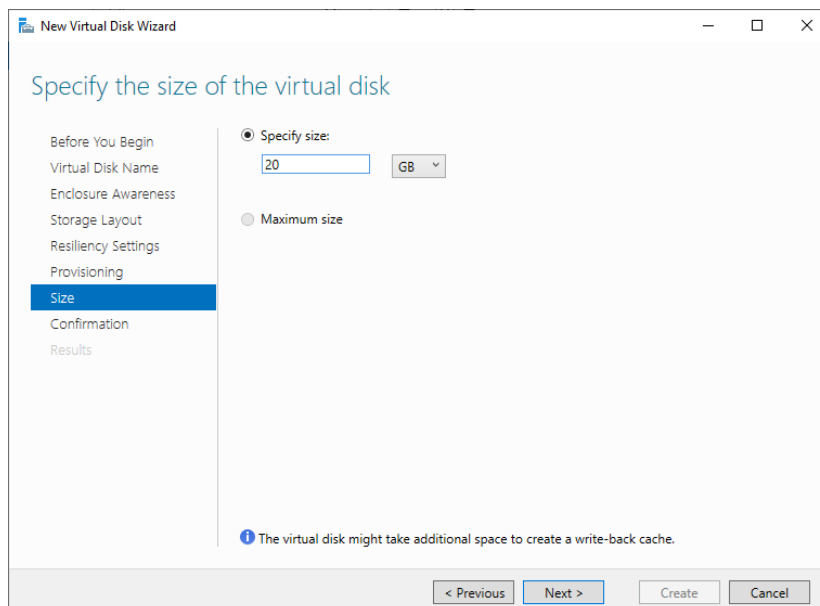 New Virtual Disk Wizard
Specify the size of the virtual disk
Before You Begin
Virtual Disk Name
Enclosure Awareness
Storage Layout
Resiliency Settings
Provisioning
Size
Confirmation
Results
Specify size:
20 GB
Maximum size
The virtual disk might take additional space to create a write-back cache.
< Previous Next > Create Cancel